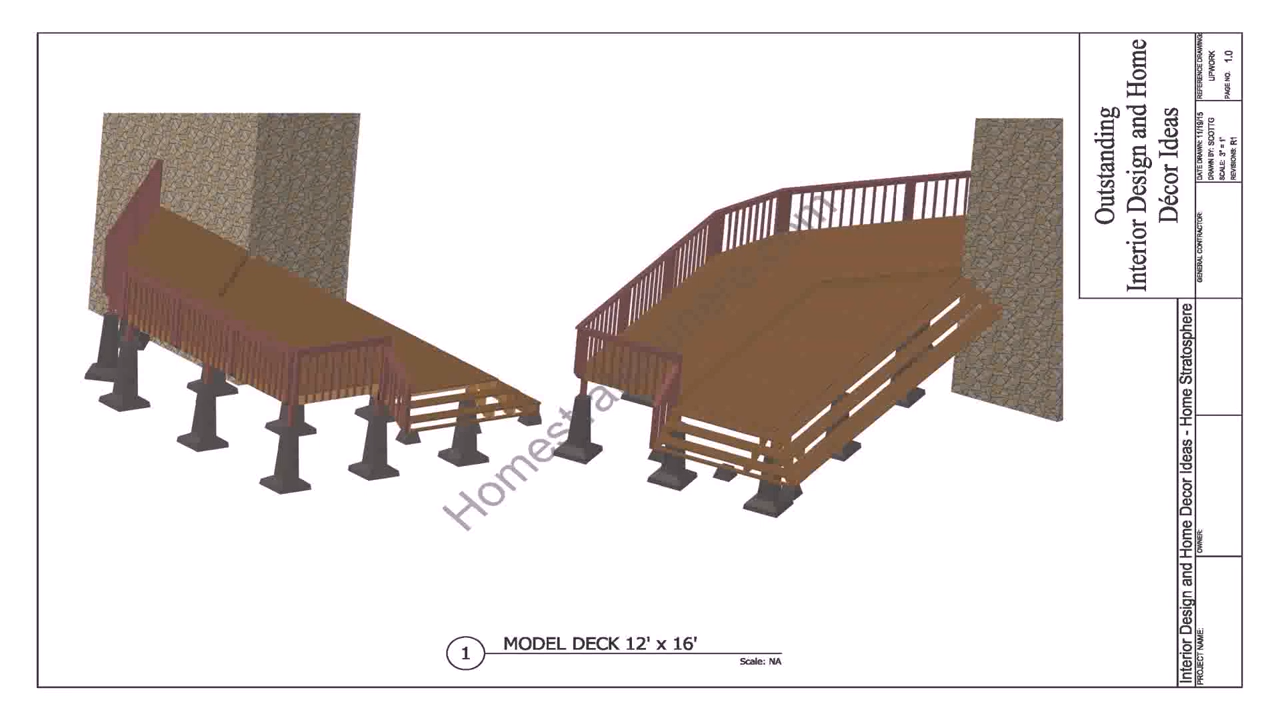 Outstanding
Interior Design and Home
Décor Ideas
REFERENCE DRAWING:
UPWORK
PAGE NO. 1.0
DATE DRAWN: 11/19/15
DRAWN BY: SCOTTG
SCALE: 3" = 1'
REVISION#: R1
GENERAL CONTRACTOR:
Interior Design and Home Decor Ideas - Home Stratosphere
OWNER:
PROJECT NAME:
1
MODEL DECK 12' x 16'
Scale: NA